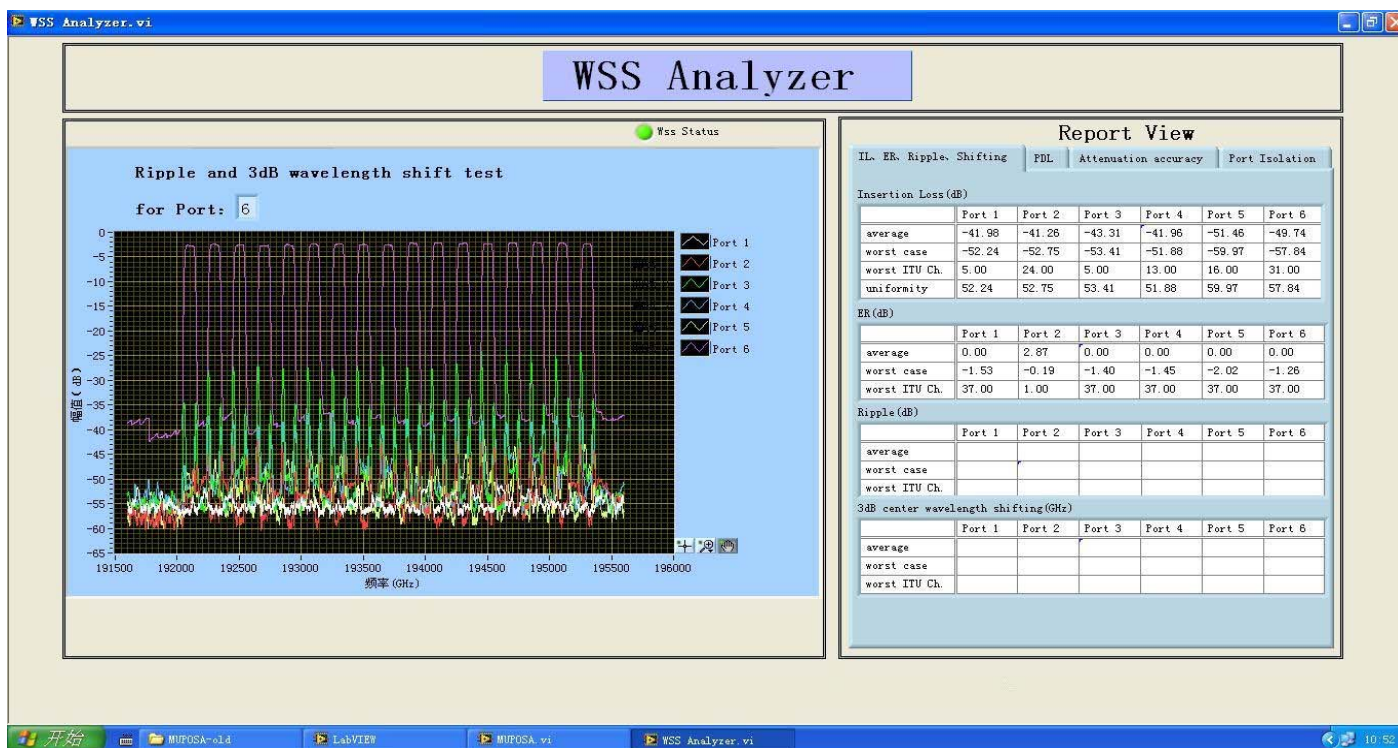 WSS Analyzer.vi
WSS Analyzer
Wss Status
Ripple and 3dB wavelength shift test
for Port: 6
0
-5
-10
-15
-20
-25
-30
-35
-40
-45
-50
-55
-60
-65
幅值(dB)
191500 192000 192500 193000 193500 194000 194500 195000 195500 196000
频率(GHz)
Port 1
Port 2
Port 3
Port 4
Port 5
Port 6
Report View
IL、ER、Ripple、Shifting PDL Attenuation accuracy Port Isolation
Insertion Loss(dB)
Port 1 Port 2 Port 3 Port 4 Port 5 Port 6
average -41.98 -41.26 -43.31 -41.96 -51.46 -49.74
worst case -52.24 -52.75 -53.41 -51.88 -59.97 -57.84
worst ITU Ch. 5.00 24.00 5.00 13.00 16.00 31.00
uniformity 52.24 52.75 53.41 51.88 59.97 57.84
ER(dB)
Port 1 Port 2 Port 3 Port 4 Port 5 Port 6
average 0.00 2.87 0.00 0.00 0.00 0.00
worst case -1.53 -0.19 -1.40 -1.45 -2.02 -1.26
worst ITU Ch. 37.00 1.00 37.00 37.00 37.00 37.00
Ripple(dB)
Port 1 Port 2 Port 3 Port 4 Port 5 Port 6
average
worst case
worst ITU Ch.
3dB center wavelength shifting(GHz)
Port 1 Port 2 Port 3 Port 4 Port 5 Port 6
average
worst case
worst ITU Ch.
开始 MUPOSA-old LabVIEW MUPOSA.vi WSS Analyzer.vi 10:52